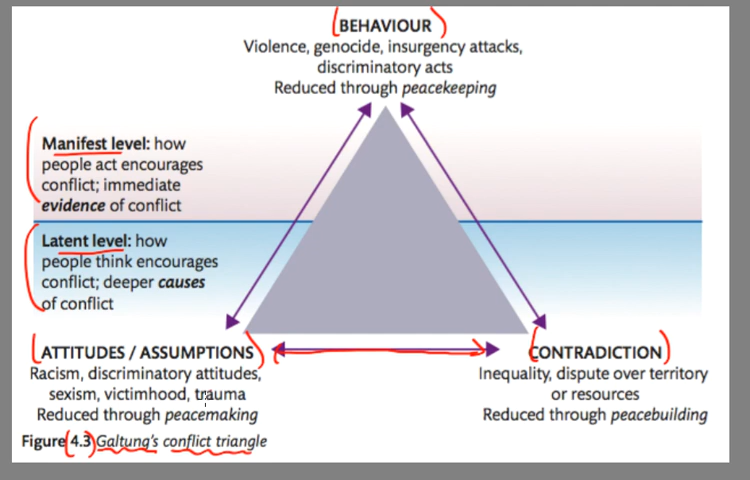 BEHAVIOUR
Violence, genocide, insurgency attacks,
discriminatory acts
Reduced through peacekeeping
Manifest level: how
people act encourages
conflict; immediate
evidence of conflict
Latent level: how
people think encourages
conflict; deeper causes
of conflict
ATTITUDES / ASSUMPTIONS
Racism, discriminatory attitudes,
sexism, victimhood, trauma
Reduced through peacemaking
CONTRADICTION
Inequality, dispute over territory
or resources
Reduced through peacebuilding
Figure 4.3 Galtung's conflict triangle